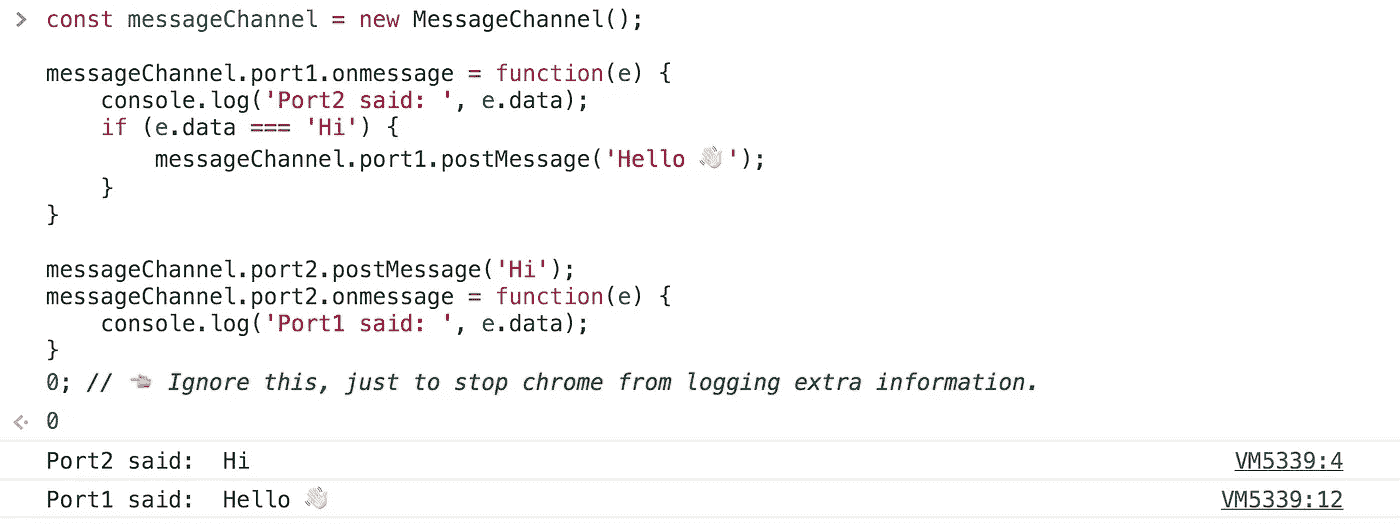 > const messageChannel = new MessageChannel();
messageChannel.port1.onmessage = function(e) {
    console.log('Port2 said: ', e.data);
    if (e.data === 'Hi') {
        messageChannel.port1.postMessage('Hello 👋');
    }
}
messageChannel.port2.postMessage('Hi');
messageChannel.port2.onmessage = function(e) {
    console.log('Port1 said: ', e.data);
}
0; // 👈 Ignore this, just to stop chrome from logging extra information.
0
Port2 said:  Hi VM5339:4
Port1 said:  Hello 👋 VM5339:12